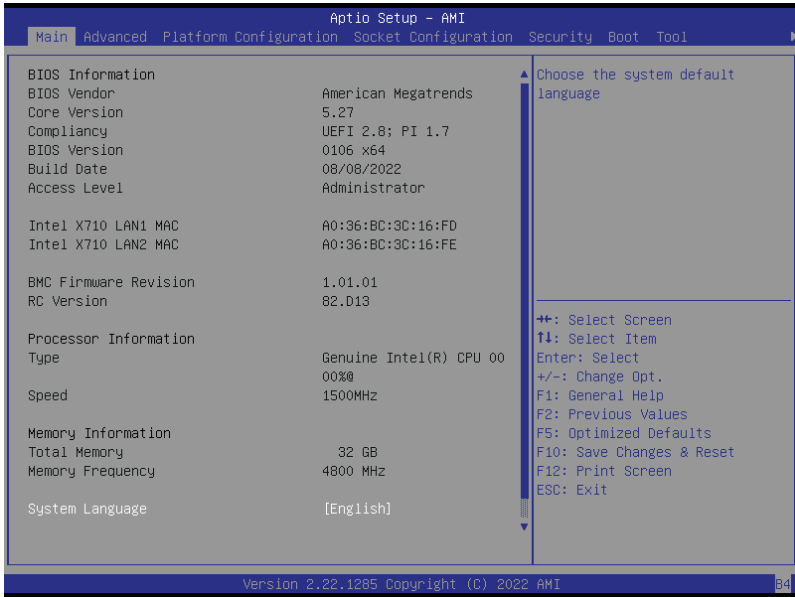 Aptio Setup – AMI
Main Advanced Platform Configuration Socket Configuration Security Boot Tool
BIOS Information
BIOS Vendor American Megatrends
Core Version 5.27
Compliancy UEFI 2.8; PI 1.7
BIOS Version 0106 x64
Build Date 08/08/2022
Access Level Administrator
Intel X710 LAN1 MAC A0:36:BC:3C:16:FD
Intel X710 LAN2 MAC A0:36:BC:3C:16:FE
BMC Firmware Revision 1.01.01
RC Version 82.D13
Processor Information
Type Genuine Intel(R) CPU 00
00%@
Speed 1500MHz
Memory Information
Total Memory 32 GB
Memory Frequency 4800 MHz
System Language [English]
Choose the system default
language
→←: Select Screen
↑↓: Select Item
Enter: Select
+/-: Change Opt.
F1: General Help
F2: Previous Values
F5: Optimized Defaults
F10: Save Changes & Reset
F12: Print Screen
ESC: Exit
Version 2.22.1285 Copyright (C) 2022 AMI
B4